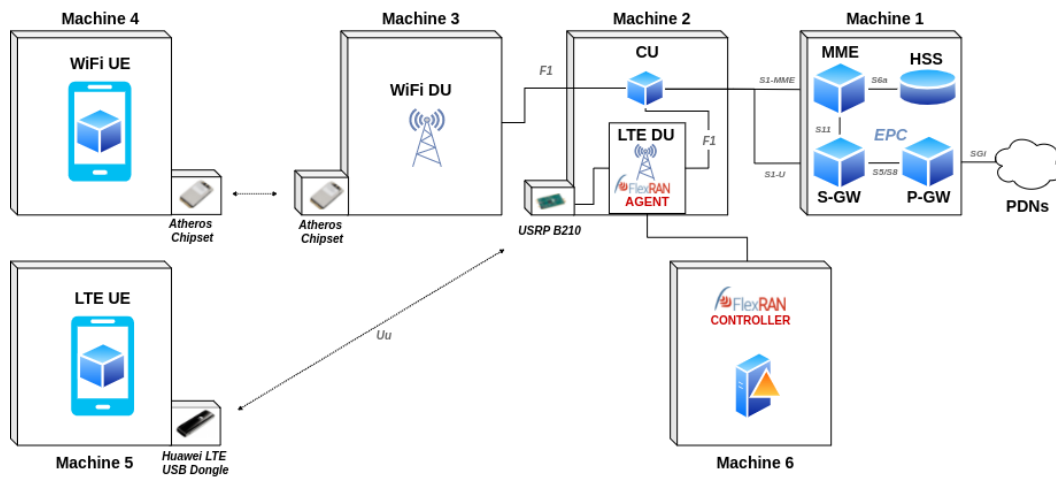 Machine 4
Machine 3
Machine 2
Machine 1
WiFi UE
WiFi DU
CU
MME
HSS
F1
S1-MME
S6a
LTE DU
F1
S11
EPC
SGi
FlexRAN
AGENT
S1-U
S5/S8
S-GW
P-GW
PDNs
Atheros
Chipset
Atheros
Chipset
USRP B210
LTE UE
Uu
FlexRAN
CONTROLLER
Machine 5
Huawei LTE
USB Dongle
Machine 6